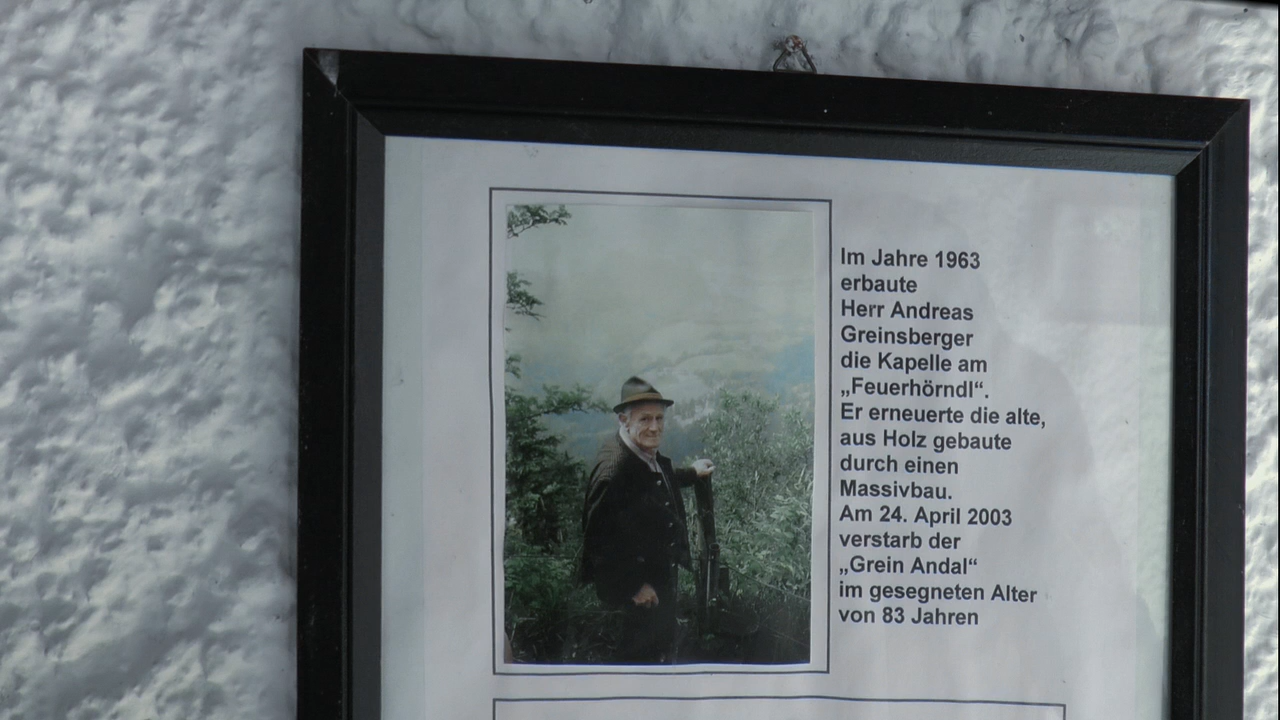 Im Jahre 1963
erbaute
Herr Andreas
Greinsberger
die Kapelle am
„Feuerhörndl“.
Er erneuerte die alte,
aus Holz gebaute
durch einen
Massivbau.
Am 24. April 2003
verstarb der
„Grein Andal“
im gesegneten Alter
von 83 Jahren